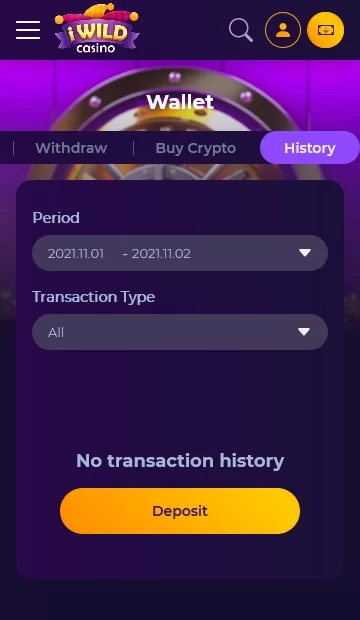 iWILD
casino
Wallet
Withdraw
Buy Crypto
History
Period
2021.11.01 - 2021.11.02
Transaction Type
All
No transaction history
Deposit